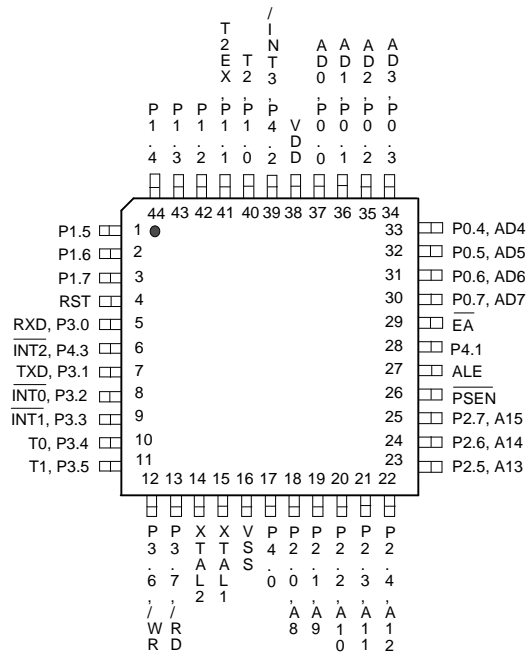 P1.4
P1.3
P1.2
T2EX,P1.1
T2,P1.0
/INT3,P4.2
VDD
AD0,P0.0
AD1,P0.1
AD2,P0.2
AD3,P0.3
44 43 42 41 40 39 38 37 36 35 34
P1.5 1
P1.6 2
P1.7 3
RST 4
RXD, P3.0 5
INT2, P4.3 6
TXD, P3.1 7
INT0, P3.2 8
INT1, P3.3 9
T0, P3.4 10
T1, P3.5 11
33 P0.4, AD4
32 P0.5, AD5
31 P0.6, AD6
30 P0.7, AD7
29 EA
28 P4.1
27 ALE
26 PSEN
25 P2.7, A15
24 P2.6, A14
23 P2.5, A13
12 13 14 15 16 17 18 19 20 21 22
P3.6,/WR
P3.7,/RD
XTAL2
XTAL1
VSS
P4.0
P2.0,A8
P2.1,A9
P2.2,A10
P2.3,A11
P2.4,A12